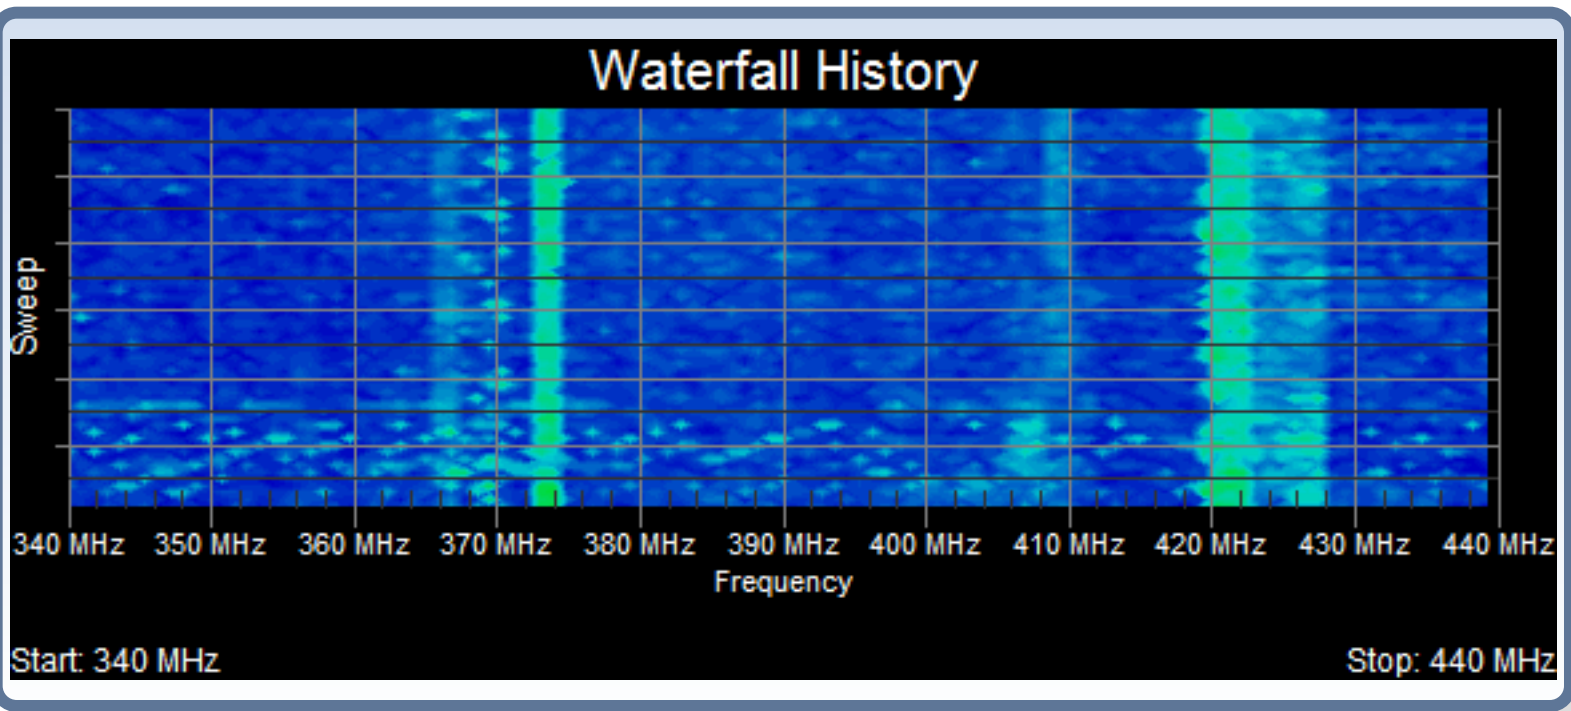 Waterfall History
Sweep
340 MHz 350 MHz 360 MHz 370 MHz 380 MHz 390 MHz 400 MHz 410 MHz 420 MHz 430 MHz 440 MHz
Frequency
Start: 340 MHz Stop: 440 MHz